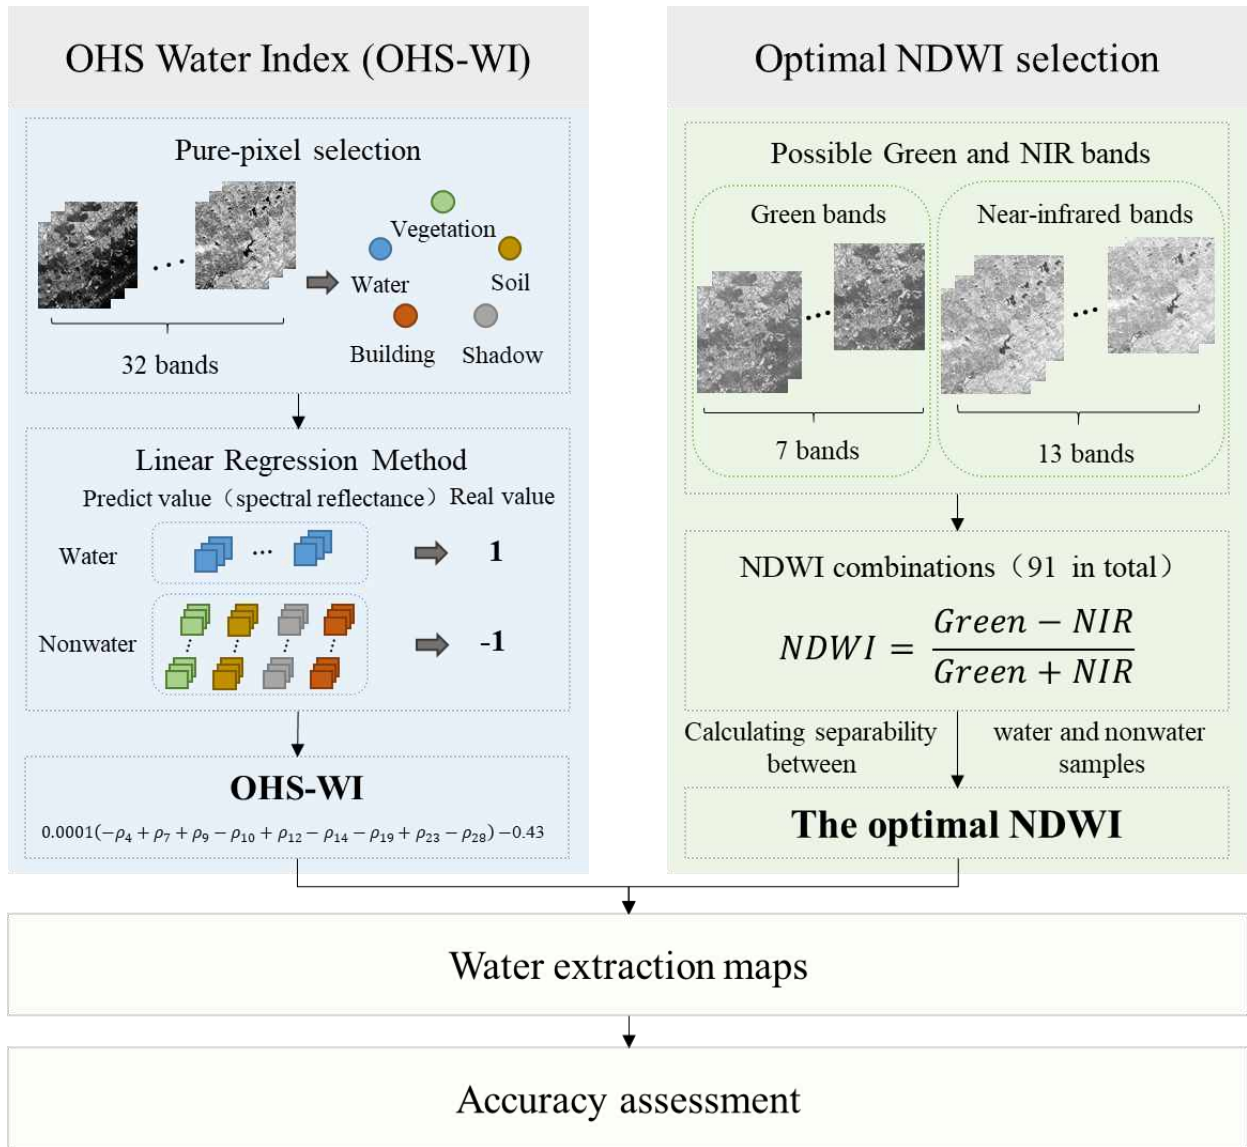 OHS Water Index (OHS-WI)
Pure-pixel selection
Vegetation
Water
Soil
Building
Shadow
32 bands
Linear Regression Method
Predict value（spectral reflectance）Real value
Water
1
Nonwater
-1
OHS-WI
0.0001(−ρ₄ + ρ₇ + ρ₉ − ρ₁₀ + ρ₁₂ − ρ₁₄ − ρ₁₉ + ρ₂₃ − ρ₂₈) −0.43
Optimal NDWI selection
Possible Green and NIR bands
Green bands
Near-infrared bands
7 bands
13 bands
NDWI combinations（91 in total）
NDWI = 
Green − NIR
Green + NIR
Calculating separability
between
water and nonwater
samples
The optimal NDWI
Water extraction maps
Accuracy assessment